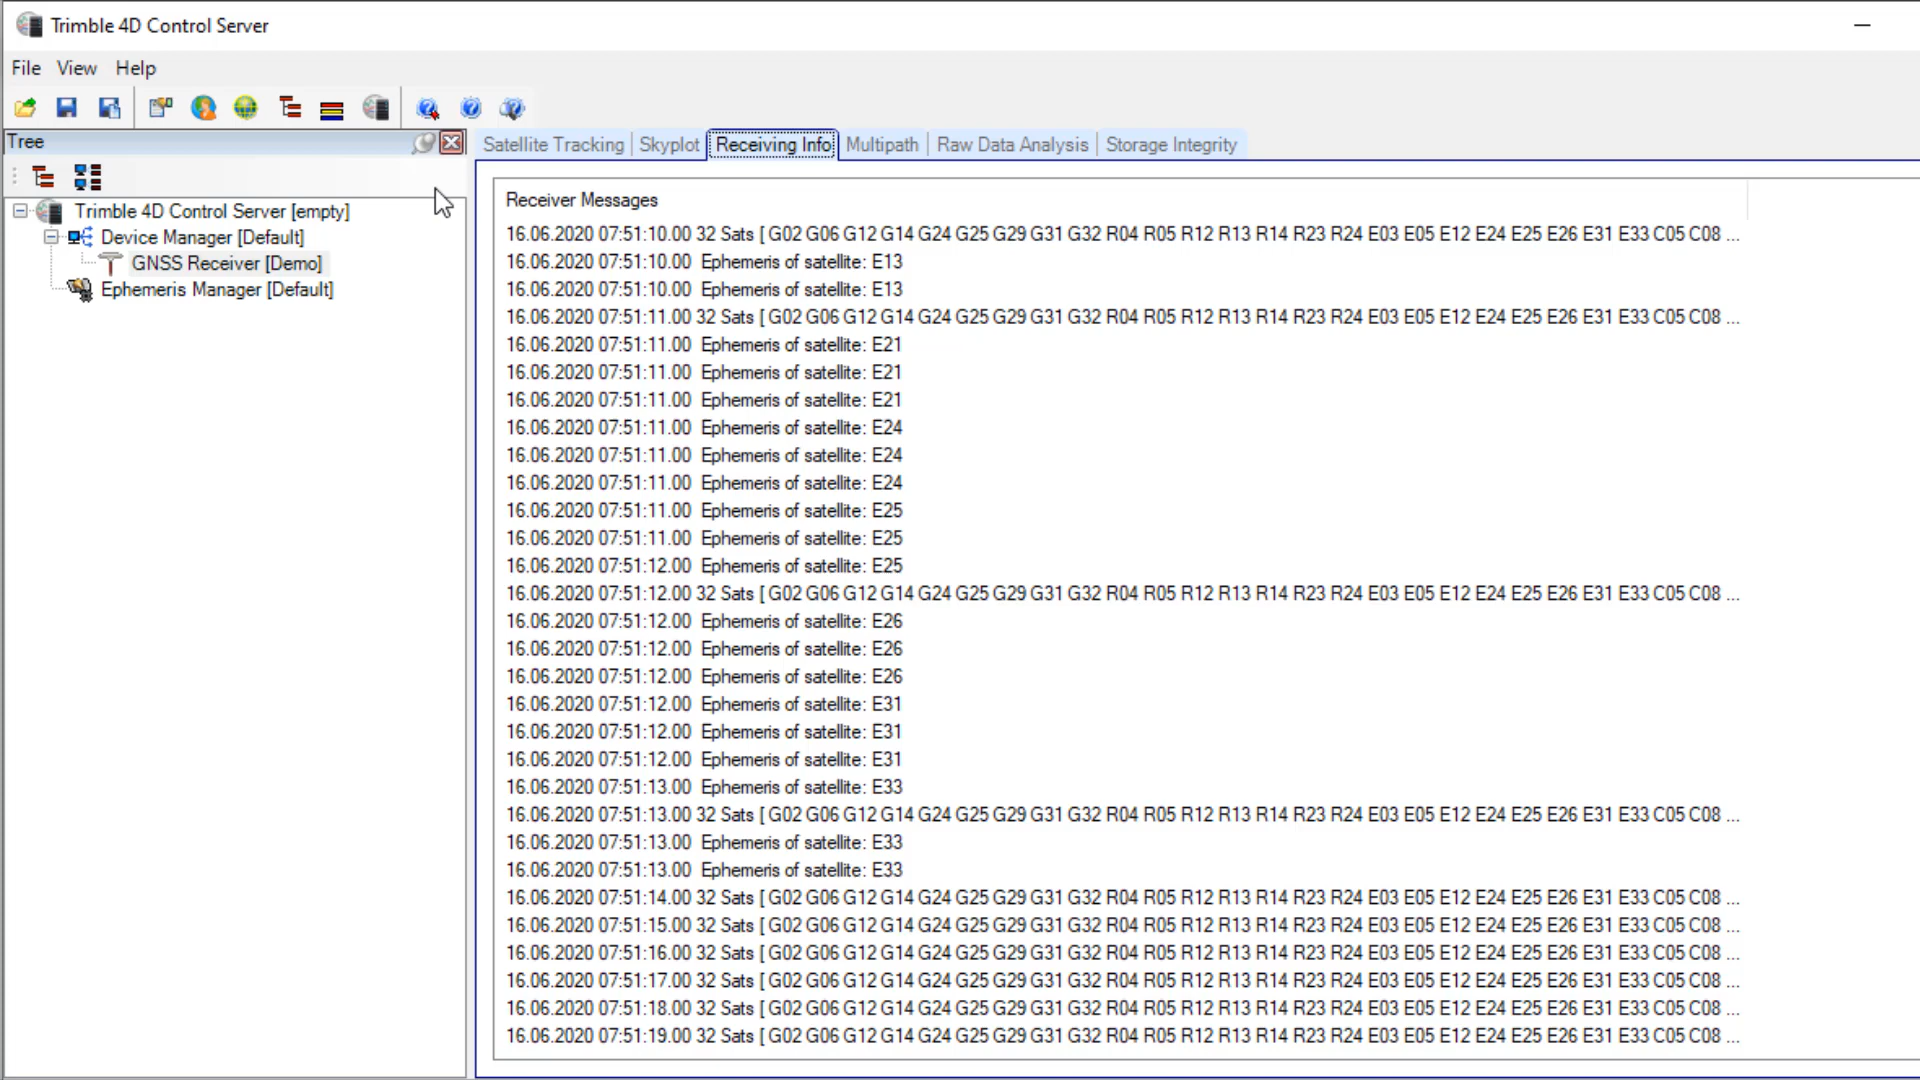 Trimble 4D Control Server
File View Help
Tree
Satellite Tracking Skyplot Receiving Info Multipath Raw Data Analysis Storage Integrity
Trimble 4D Control Server [empty]
Device Manager [Default]
GNSS Receiver [Demo]
Ephemeris Manager [Default]
Receiver Messages
16.06.2020 07:51:10.00 32 Sats [ G02 G06 G12 G14 G24 G25 G29 G31 G32 R04 R05 R12 R13 R14 R23 R24 E03 E05 E12 E24 E25 E26 E31 E33 C05 C08 ...
16.06.2020 07:51:10.00 Ephemeris of satellite: E13
16.06.2020 07:51:10.00 Ephemeris of satellite: E13
16.06.2020 07:51:11.00 32 Sats [ G02 G06 G12 G14 G24 G25 G29 G31 G32 R04 R05 R12 R13 R14 R23 R24 E03 E05 E12 E24 E25 E26 E31 E33 C05 C08 ...
16.06.2020 07:51:11.00 Ephemeris of satellite: E21
16.06.2020 07:51:11.00 Ephemeris of satellite: E21
16.06.2020 07:51:11.00 Ephemeris of satellite: E21
16.06.2020 07:51:11.00 Ephemeris of satellite: E24
16.06.2020 07:51:11.00 Ephemeris of satellite: E24
16.06.2020 07:51:11.00 Ephemeris of satellite: E24
16.06.2020 07:51:11.00 Ephemeris of satellite: E25
16.06.2020 07:51:11.00 Ephemeris of satellite: E25
16.06.2020 07:51:12.00 Ephemeris of satellite: E25
16.06.2020 07:51:12.00 32 Sats [ G02 G06 G12 G14 G24 G25 G29 G31 G32 R04 R05 R12 R13 R14 R23 R24 E03 E05 E12 E24 E25 E26 E31 E33 C05 C08 ...
16.06.2020 07:51:12.00 Ephemeris of satellite: E26
16.06.2020 07:51:12.00 Ephemeris of satellite: E26
16.06.2020 07:51:12.00 Ephemeris of satellite: E26
16.06.2020 07:51:12.00 Ephemeris of satellite: E31
16.06.2020 07:51:12.00 Ephemeris of satellite: E31
16.06.2020 07:51:12.00 Ephemeris of satellite: E31
16.06.2020 07:51:13.00 Ephemeris of satellite: E33
16.06.2020 07:51:13.00 32 Sats [ G02 G06 G12 G14 G24 G25 G29 G31 G32 R04 R05 R12 R13 R14 R23 R24 E03 E05 E12 E24 E25 E26 E31 E33 C05 C08 ...
16.06.2020 07:51:13.00 Ephemeris of satellite: E33
16.06.2020 07:51:13.00 Ephemeris of satellite: E33
16.06.2020 07:51:14.00 32 Sats [ G02 G06 G12 G14 G24 G25 G29 G31 G32 R04 R05 R12 R13 R14 R23 R24 E03 E05 E12 E24 E25 E26 E31 E33 C05 C08 ...
16.06.2020 07:51:15.00 32 Sats [ G02 G06 G12 G14 G24 G25 G29 G31 G32 R04 R05 R12 R13 R14 R23 R24 E03 E05 E12 E24 E25 E26 E31 E33 C05 C08 ...
16.06.2020 07:51:16.00 32 Sats [ G02 G06 G12 G14 G24 G25 G29 G31 G32 R04 R05 R12 R13 R14 R23 R24 E03 E05 E12 E24 E25 E26 E31 E33 C05 C08 ...
16.06.2020 07:51:17.00 32 Sats [ G02 G06 G12 G14 G24 G25 G29 G31 G32 R04 R05 R12 R13 R14 R23 R24 E03 E05 E12 E24 E25 E26 E31 E33 C05 C08 ...
16.06.2020 07:51:18.00 32 Sats [ G02 G06 G12 G14 G24 G25 G29 G31 G32 R04 R05 R12 R13 R14 R23 R24 E03 E05 E12 E24 E25 E26 E31 E33 C05 C08 ...
16.06.2020 07:51:19.00 32 Sats [ G02 G06 G12 G14 G24 G25 G29 G31 G32 R04 R05 R12 R13 R14 R23 R24 E03 E05 E12 E24 E25 E26 E31 E33 C05 C08 ...